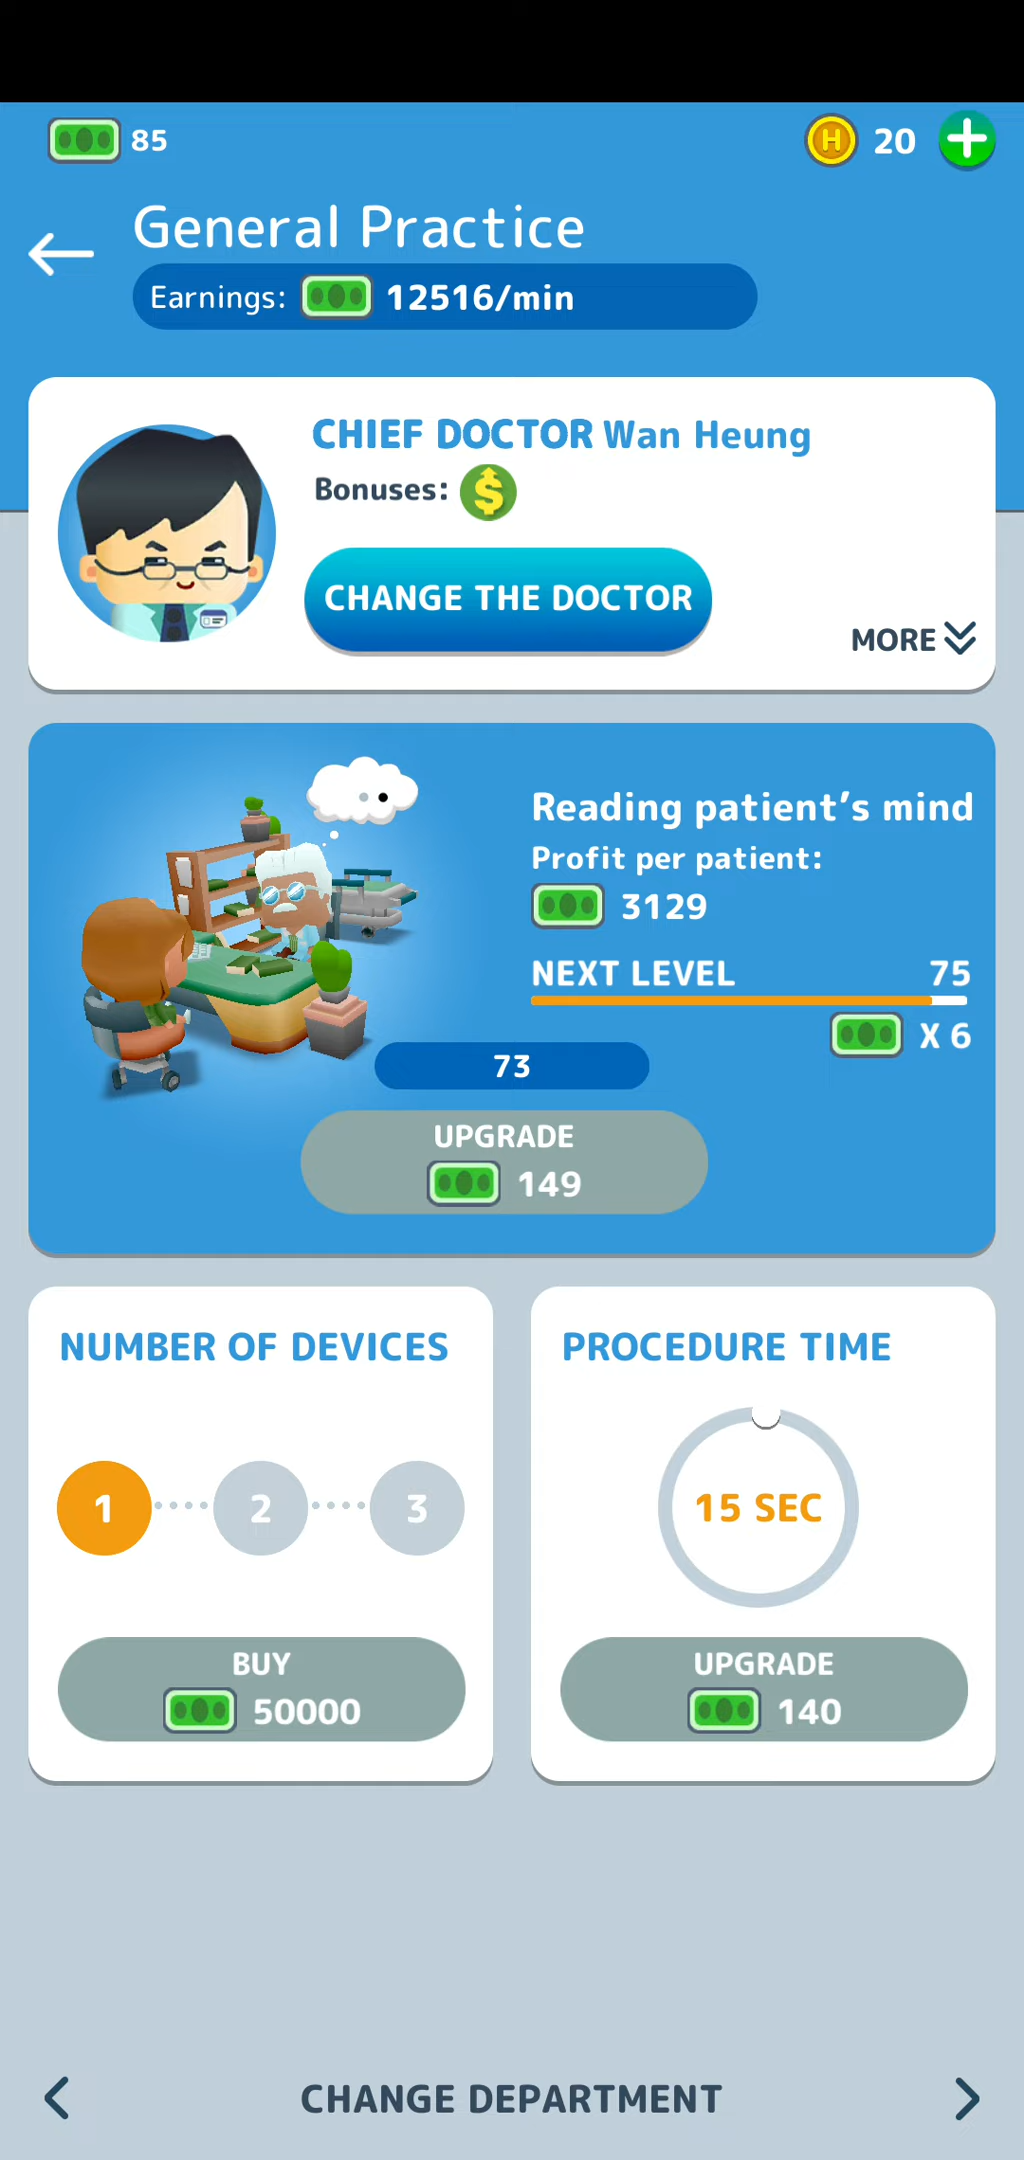 85
20
General Practice
Earnings: 12516/min
CHIEF DOCTOR Wan Heung
Bonuses:
CHANGE THE DOCTOR
MORE
Reading patient's mind
Profit per patient:
3129
NEXT LEVEL 75
X 6
73
UPGRADE
149
NUMBER OF DEVICES
1 2 3
BUY
50000
PROCEDURE TIME
15 SEC
UPGRADE
140
CHANGE DEPARTMENT